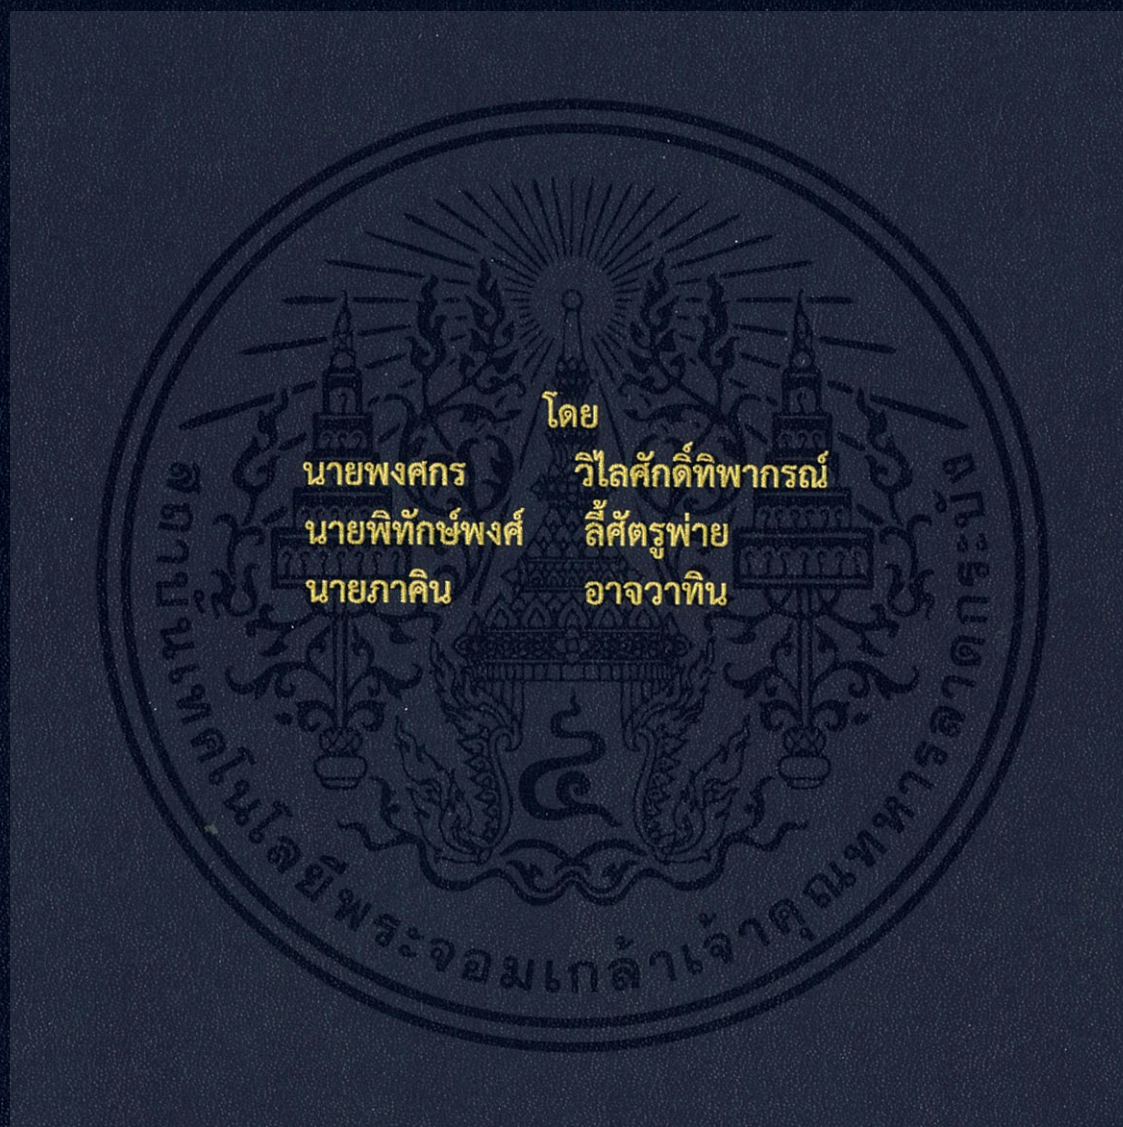 โดย
นายพงศกร วิไลศักดิ์ทิพากรณ์
นายพิทักษ์พงศ์ ลี้ศัตรูพ่าย
นายภาคิน อาจวาทิน
สถาบันเทคโนโลยีพระจอมเกล้าเจ้าคุณทหารลาดกระบัง
๔